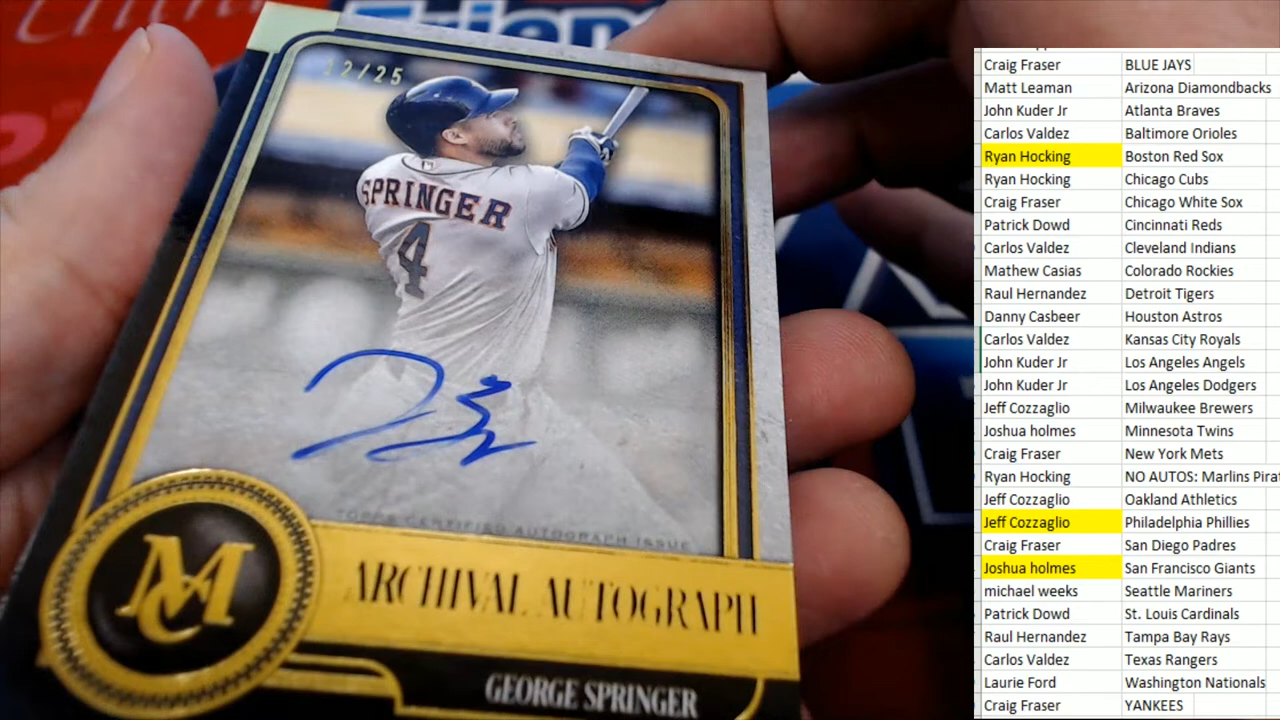 12/25
SPRINGER
4
TOPPS CERTIFIED AUTOGRAPH ISSUE
MC
ARCHIVAL AUTOGRAPH
GEORGE SPRINGER
Craig Fraser BLUE JAYS
Matt Leaman Arizona Diamondbacks
John Kuder Jr Atlanta Braves
Carlos Valdez Baltimore Orioles
Ryan Hocking Boston Red Sox
Ryan Hocking Chicago Cubs
Craig Fraser Chicago White Sox
Patrick Dowd Cincinnati Reds
Carlos Valdez Cleveland Indians
Mathew Casias Colorado Rockies
Raul Hernandez Detroit Tigers
Danny Casbeer Houston Astros
Carlos Valdez Kansas City Royals
John Kuder Jr Los Angeles Angels
John Kuder Jr Los Angeles Dodgers
Jeff Cozzaglio Milwaukee Brewers
Joshua holmes Minnesota Twins
Craig Fraser New York Mets
Ryan Hocking NO AUTOS: Marlins Pirat
Jeff Cozzaglio Oakland Athletics
Jeff Cozzaglio Philadelphia Phillies
Craig Fraser San Diego Padres
Joshua holmes San Francisco Giants
michael weeks Seattle Mariners
Patrick Dowd St. Louis Cardinals
Raul Hernandez Tampa Bay Rays
Carlos Valdez Texas Rangers
Laurie Ford Washington Nationals
Craig Fraser YANKEES